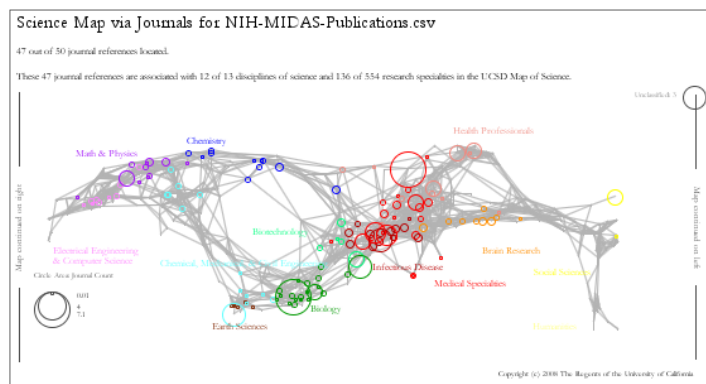 Science Map via Journals for NIH-MIDAS-Publications.csv
47 out of 50 journal references located.
These 47 journal references are associated with 12 of 13 disciplines of science and 136 of 554 research specialties in the UCSD Map of Science.
Unclassified: 3
Health Professionals
Chemistry
Math & Physics
Map continued on right
Map continued on left
Biotechnology
Electrical Engineering
& Computer Science
Brain Research
Chemical, Mechanical
Infectious Disease
Social Sciences
Medical Specialities
Circle Area: Journal Count
0.01
4
7.1
Biology
Earth Sciences
Humanities
Copyright (c) 2008 The Regents of the University of California